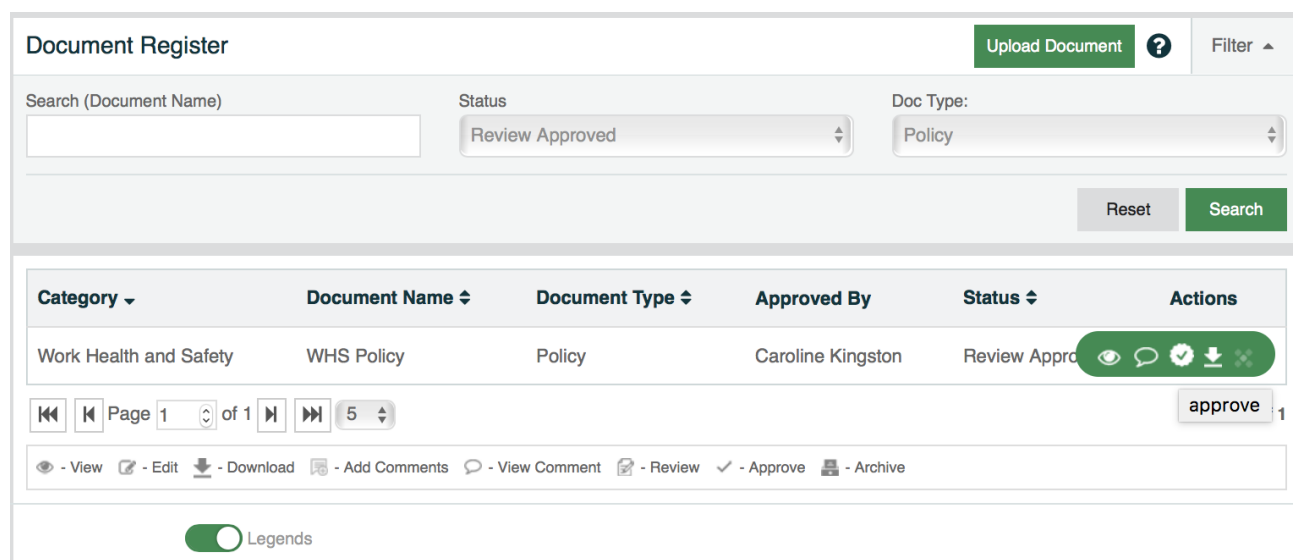 Document Register Upload Document ? Filter
Search (Document Name) Status Doc Type:
Review Approved Policy
Reset Search
Category Document Name Document Type Approved By Status Actions
Work Health and Safety WHS Policy Policy Caroline Kingston Review Appro
approve
Page 1 of 1 5 1
- View - Edit - Download - Add Comments - View Comment - Review - Approve - Archive
Legends